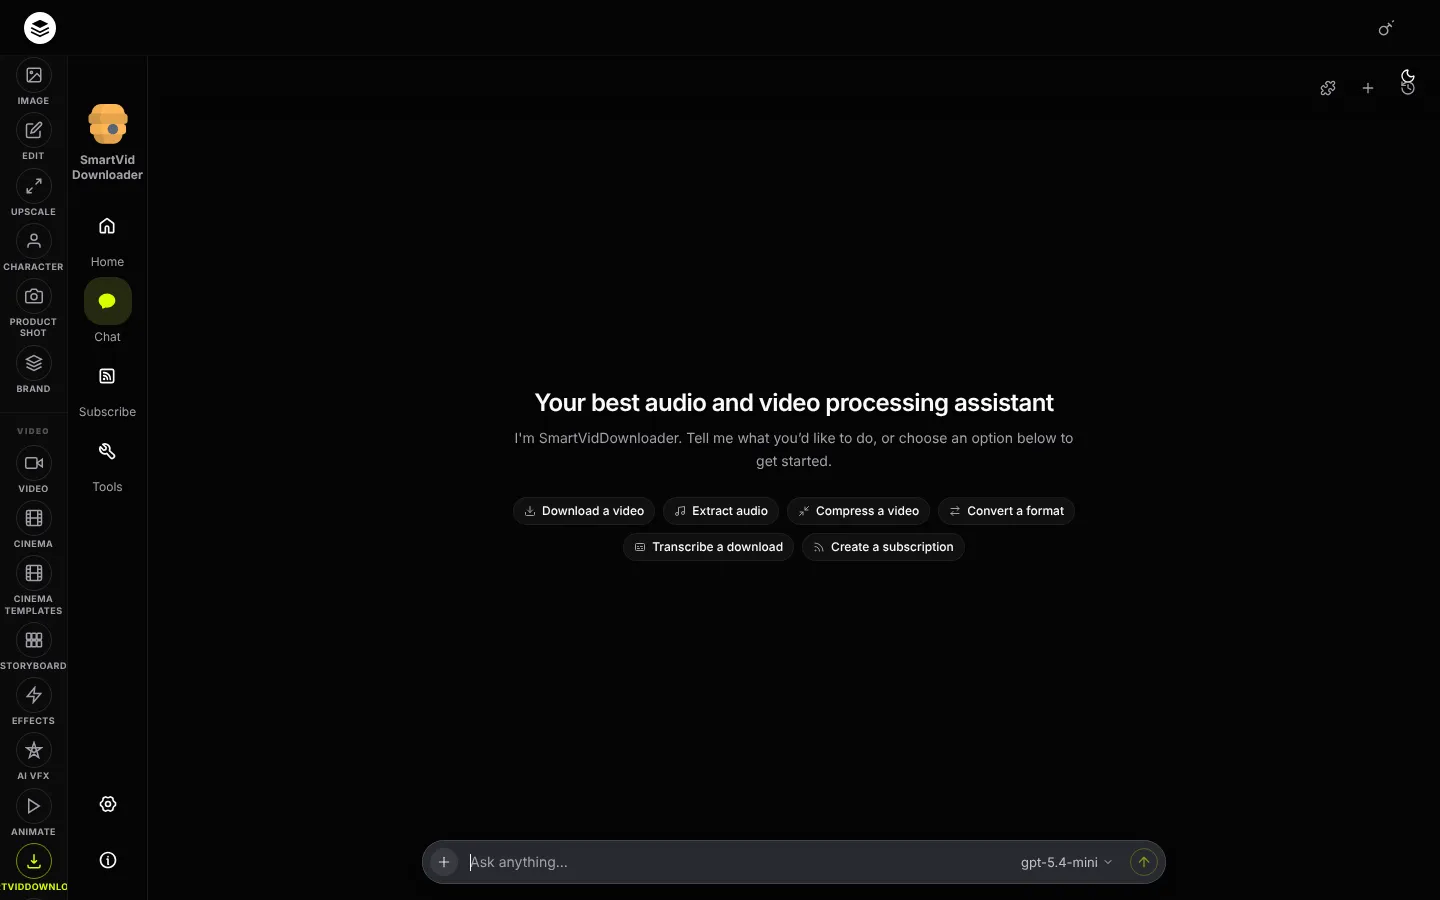 IMAGE
EDIT
UPSCALE
CHARACTER
PRODUCT
SHOT
BRAND
VIDEO
VIDEO
CINEMA
CINEMA
TEMPLATES
STORYBOARD
EFFECTS
AI VFX
ANIMATE
TVIDDOWNLO
SmartVid
Downloader
Home
Chat
Subscribe
Tools
Your best audio and video processing assistant
I'm SmartVidDownloader. Tell me what you’d like to do, or choose an option below to
get started.
Download a video
Extract audio
Compress a video
Convert a format
Transcribe a download
Create a subscription
Ask anything...
gpt-5.4-mini